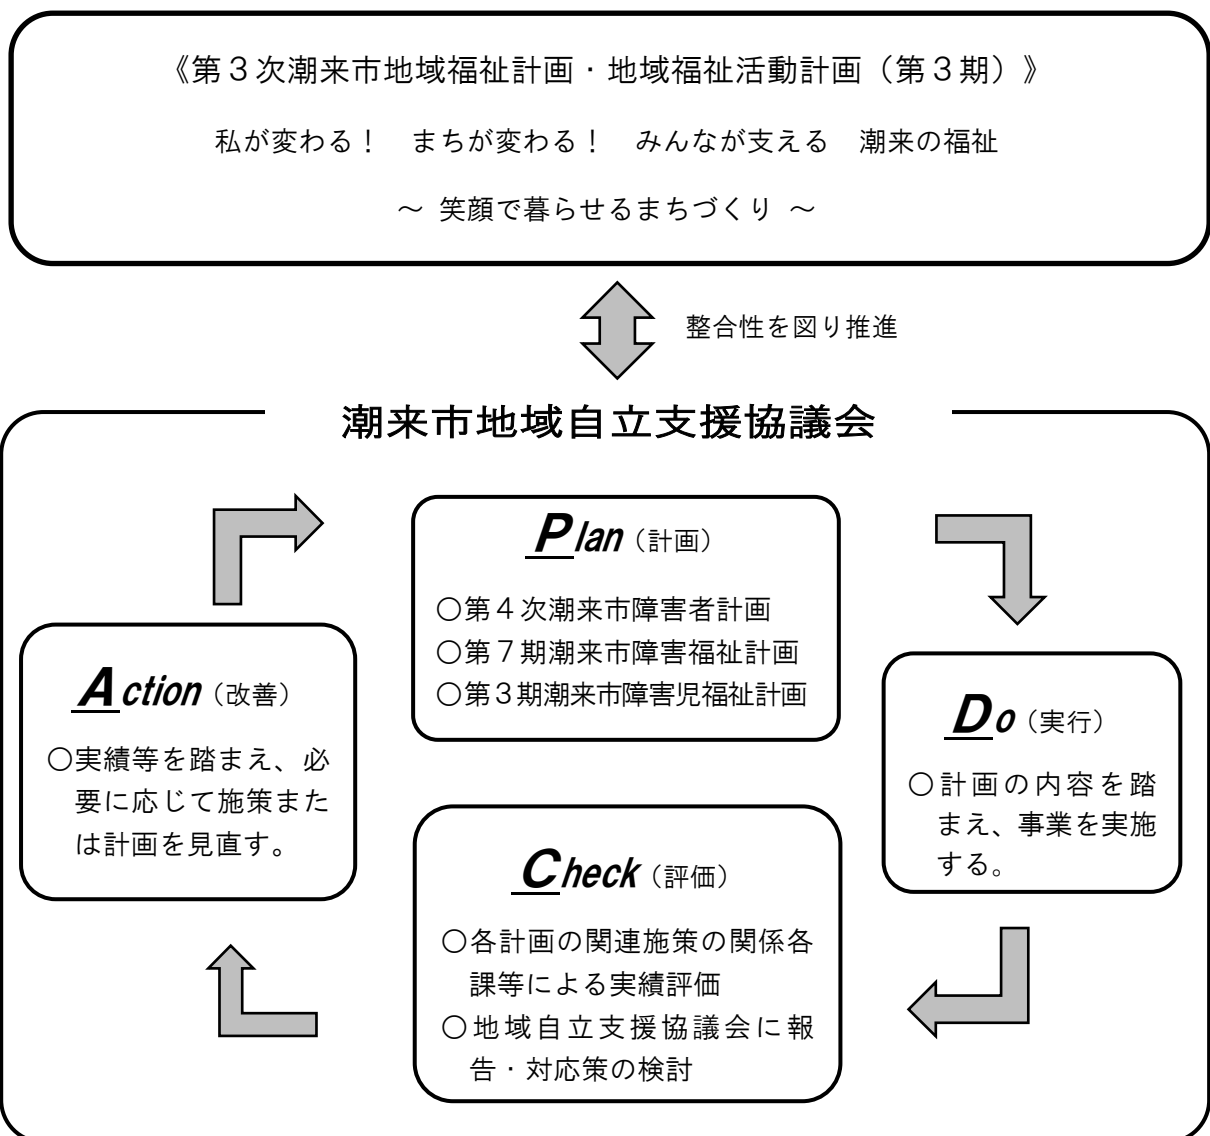 《第３次潮来市地域福祉計画・地域福祉活動計画（第３期）》
私が変わる！　まちが変わる！　みんなが支える　潮来の福祉
～ 笑顔で暮らせるまちづくり ～
整合性を図り推進
潮来市地域自立支援協議会
Plan（計画）
○第４次潮来市障害者計画
○第７期潮来市障害福祉計画
○第３期潮来市障害児福祉計画
Do（実行）
○計画の内容を踏
まえ、事業を実施
する。
Check（評価）
○各計画の関連施策の関係各
課等による実績評価
○地域自立支援協議会に報
告・対応策の検討
Action（改善）
○実績等を踏まえ、必
要に応じて施策また
は計画を見直す。